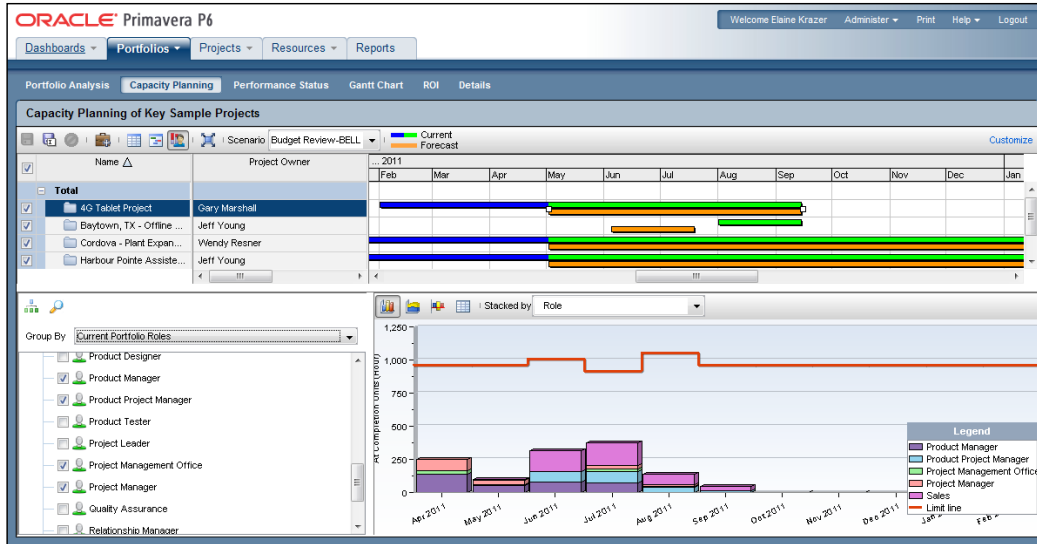 ORACLE Primavera P6
Welcome Elaine Krazer Administer Print Help Logout
Dashboards Portfolios Projects Resources Reports
Portfolio Analysis Capacity Planning Performance Status Gantt Chart ROI Details
Capacity Planning of Key Sample Projects
Scenario Budget Review-BELL Current
Forecast
Customize
Name Project Owner ... 2011
Feb Mar Apr May Jun Jul Aug Sep Oct Nov Dec Jan
Total
4G Tablet Project Gary Marshall
Baytown, TX - Offline ... Jeff Young
Cordova - Plant Expan... Wendy Resner
Harbour Pointe Assiste... Jeff Young
Stacked by Role
Group By Current Portfolio Roles
Product Designer
Product Manager
Product Project Manager
Product Tester
Project Leader
Project Management Office
Project Manager
Quality Assurance
Relationship Manager
At Completion Units (Hour)
1,250
1,000
750
500
250
0
Apr 2011 May 2011 Jun 2011 Jul 2011 Aug 2011 Sep 2011 Oct 2011 Nov 2011 Dec 2011
Legend
Product Manager
Product Project Manager
Project Management Office
Project Manager
Sales
Limit line